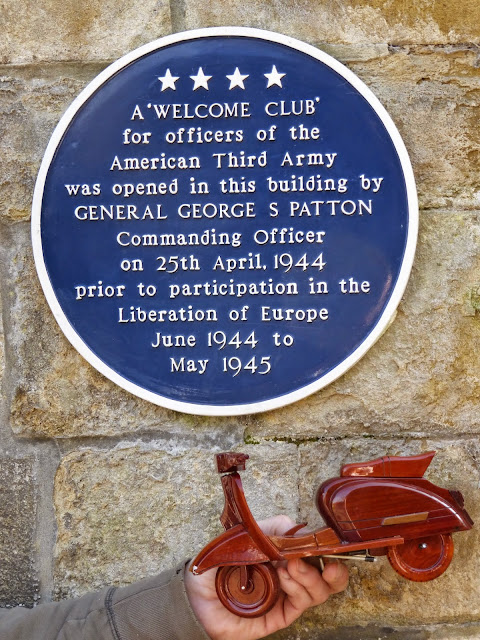 A "WELCOME CLUB"
for officers of the
American Third Army
was opened in this building by
GENERAL GEORGE S PATTON
Commanding Officer
on 25th April, 1944
prior to participation in the
Liberation of Europe
June 1944 to
May 1945